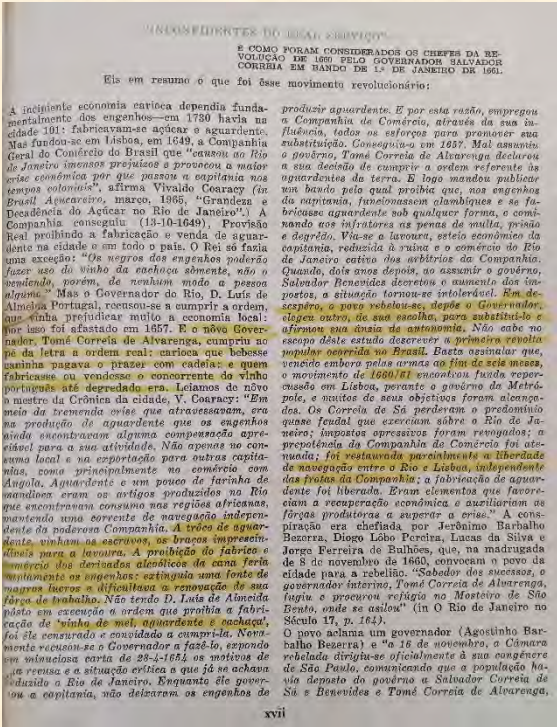 "INCONFIDENTES DO REAL SERVIÇO"
E COMO FORAM CONSIDERADOS OS CHEFES DA RE-
VOLUÇÃO DE 1660 PELO GOVERNADOR SALVADOR
CORREIA EM BANDO DE 1.º DE JANEIRO DE 1661.
Eis em resumo o que foi êsse movimento revolucionário:
A incipiente economia carioca dependia funda-
mentalmente dos engenhos—em 1730 havia na
cidade 101: fabricavam-se açúcar e aguardente.
Mas fundou-se em Lisboa, em 1649, a Companhia
Geral do Comércio do Brasil que "causou ao Rio
de Janeiro imensos prejuízos e provocou a maior
crise econômica por que passou a capitania nos
tempos coloniais", afirma Vivaldo Coaracy (in
Brasil Açucareiro, março, 1965, "Grandeza e
Decadência do Açúcar no Rio de Janeiro".) A
Companhia conseguiu (13-10-1649), Provisão
Real proibindo a fabricação e venda de aguar-
dente na cidade e em todo o país. O Rei só fazia
uma exceção: "Os negros dos engenhos poderão
fazer uso do vinho da cachaça sòmente, não o
vendendo, porém, de nenhum modo a pessoa
alguma." Mas o Governador do Rio, D. Luís de
Almeida Portugal, recusou-se a cumprir a ordem
que vinha prejudicar muito a economia local:
por isso foi afastado em 1657. E o nôvo Gover-
nador, Tomé Correia de Alvarenga, cumpriu ao
pé da letra a ordem real: carioca que bebesse
caninha pagava o prazer com cadeia: e quem
fabricasse ou vendesse o concorrente do vinho
português até degredado era. Leiamos de nôvo
o mestre da Crônica da cidade, V. Coaracy: "Em
meio da tremenda crise que atravessavam, era
na produção de aguardente que os engenhos
ainda encontravam alguma compensação apre-
ciável para a sua atividade. Não apenas no con-
sumo local e na exportação para outras capita-
nias, como principalmente no comércio com
Angola. Aguardente e um pouco de farinha de
mandioca eram os artigos produzidos no Rio
que encontravam consumo nas regiões africanas,
mantendo uma corrente de navegação indepen-
dente da poderosa Companhia. A trôco de aguar-
dente, vinham os escravos, os braços imprescin-
díveis para a lavoura. A proibição do fabrico e
comércio dos derivados alcoólicos da cana feria
amplamente os engenhos: extinguia uma fonte de
magros lucros e dificultava a renovação de sua
fôrça de trabalho. Não tendo D. Luís de Almeida
pôsto em execução a ordem que proibia a fabri-
cação de 'vinho de mel, aguardente e cachaça',
foi êle censurado e convidado a cumpri-la. Nova-
mente recusou-se o Governador a fazê-lo, expondo
em minuciosa carta de 28-4-1654 os motivos de
sua recusa e a situação crítica a que já se achava
reduzido o Rio de Janeiro. Enquanto êle gover-
nou a capitania, não deixaram os engenhos de
produzir aguardente. E por esta razão, empregou
a Companhia de Comércio, através da sua in-
fluência, todos os esforços para promover sua
substituição. Conseguiu-o em 1657. Mal assumiu
o govêrno, Tomé Correia de Alvarenga declarou
a sua decisão de cumprir a ordem referente às
aguardentes da terra. E logo mandou publicar
um bando pelo qual proibia que, nos engenhos
da capitania, funcionassem alambiques e se fa-
bricasse aguardente sob qualquer forma, e comi-
nando aos infratores as penas de multa, prisão
e degrêdo. Via-se a lavoura, esteio econômico da
capitania, reduzida à ruína e o comércio do Rio
de Janeiro cativo dos arbítrios da Companhia.
Quando, dois anos depois, ao assumir o govêrno,
Salvador Benevides decretou o aumento dos im-
postos, a situação tornou-se intolerável. Em de-
sespêro, o povo rebelou-se, depôs o Governador,
elegeu outro, de sua escolha, para substituí-lo e
afirmou sua ânsia de autonomia. Não cabe no
escopo dêste estudo descrever a primeira revolta
popular ocorrida no Brasil. Basta assinalar que,
vencido embora pelas armas ao fim de seis meses,
o movimento de 1660/61 encontrou funda reper-
cussão em Lisboa, perante o govêrno da Metró-
pole, e muitos de seus objetivos foram alcança-
dos. Os Correia de Sá perderam o predomínio
quase feudal que exerciam sôbre o Rio de Ja-
neiro; impostos opressivos foram revogados; a
prepotência da Companhia de Comércio foi ate-
nuada; foi restaurada parcialmente a liberdade
de navegação entre o Rio e Lisboa, independente
das frotas da Companhia; a fabricação de aguar-
dente foi liberada. Eram elementos que favore-
ciam a recuperação econômica e auxiliaram as
fôrças produtoras a superar a crise." A cons-
piração era chefiada por Jerônimo Barbalho
Bezerra, Diogo Lôbo Pereira, Lucas da Silva e
Jorge Ferreira de Bulhões, que, na madrugada
de 8 de novembro de 1660, convocam o povo da
cidade para a rebelião. "Sabedor dos sucessos, o
governador interino, Tomé Correia de Alvarenga,
fugiu e procurou refúgio no Mosteiro de São
Bento, onde se asilou" (in O Rio de Janeiro no
Século 17, p. 164).
O povo aclama um governador (Agostinho Bar-
balho Bezerra) e "a 16 de novembro, a Câmara
rebelada dirigiu-se oficialmente à sua congênere
de São Paulo, comunicando que a população ha-
via deposto do govêrno a Salvador Correia de
Sá e Benevides e Tomé Correia de Alvarenga,
xvii